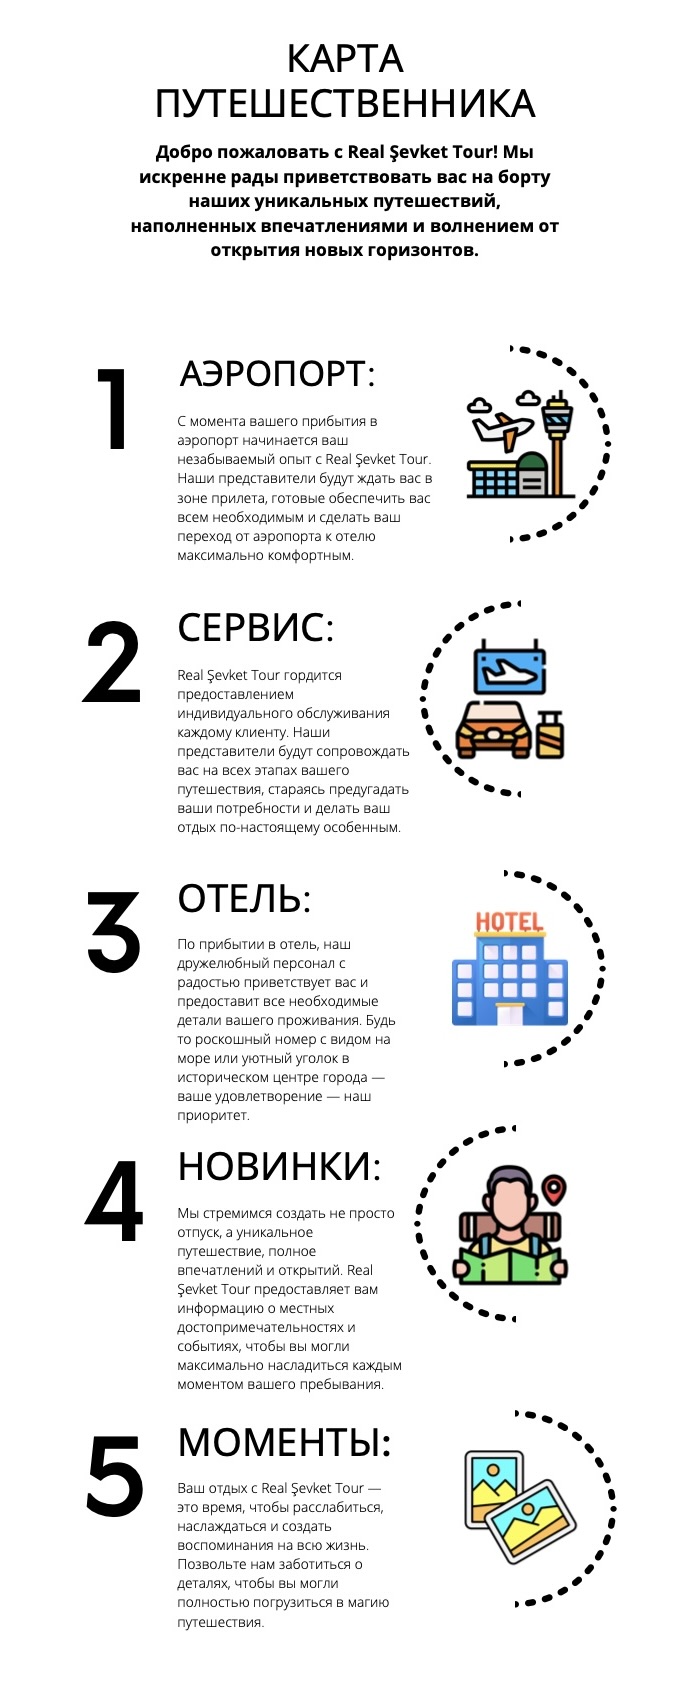 КАРТА
ПУТЕШЕСТВЕННИКА
Добро пожаловать с Real Şevket Tour! Мы
искренне рады приветствовать вас на борту
наших уникальных путешествий,
наполненных впечатлениями и волнением от
открытия новых горизонтов.
1
АЭРОПОРТ:
С момента вашего прибытия в
аэропорт начинается ваш
незабываемый опыт с Real Şevket Tour.
Наши представители будут ждать вас в
зоне прилета, готовые обеспечить вас
всем необходимым и сделать ваш
переход от аэропорта к отелю
максимально комфортным.
2
СЕРВИС:
Real Şevket Tour гордится
предоставлением
индивидуального обслуживания
каждому клиенту. Наши
представители будут сопровождать
вас на всех этапах вашего
путешествия, стараясь предугадать
ваши потребности и делать ваш
отдых по-настоящему особенным.
3
ОТЕЛЬ:
По прибытии в отель, наш
дружелюбный персонал с
радостью приветствует вас и
предоставит все необходимые
детали вашего проживания. Будь
то роскошный номер с видом на
море или уютный уголок в
историческом центре города —
ваше удовлетворение — наш
приоритет.
HOTEL
4
НОВИНКИ:
Мы стремимся создать не просто
отпуск, а уникальное
путешествие, полное
впечатлений и открытий. Real
Şevket Tour предоставляет вам
информацию о местных
достопримечательностях и
событиях, чтобы вы могли
максимально насладиться каждым
моментом вашего пребывания.
5
МОМЕНТЫ:
Ваш отдых с Real Şevket Tour —
это время, чтобы расслабиться,
наслаждаться и создать
воспоминания на всю жизнь.
Позвольте нам заботиться о
деталях, чтобы вы могли
полностью погрузиться в магию
путешествия.